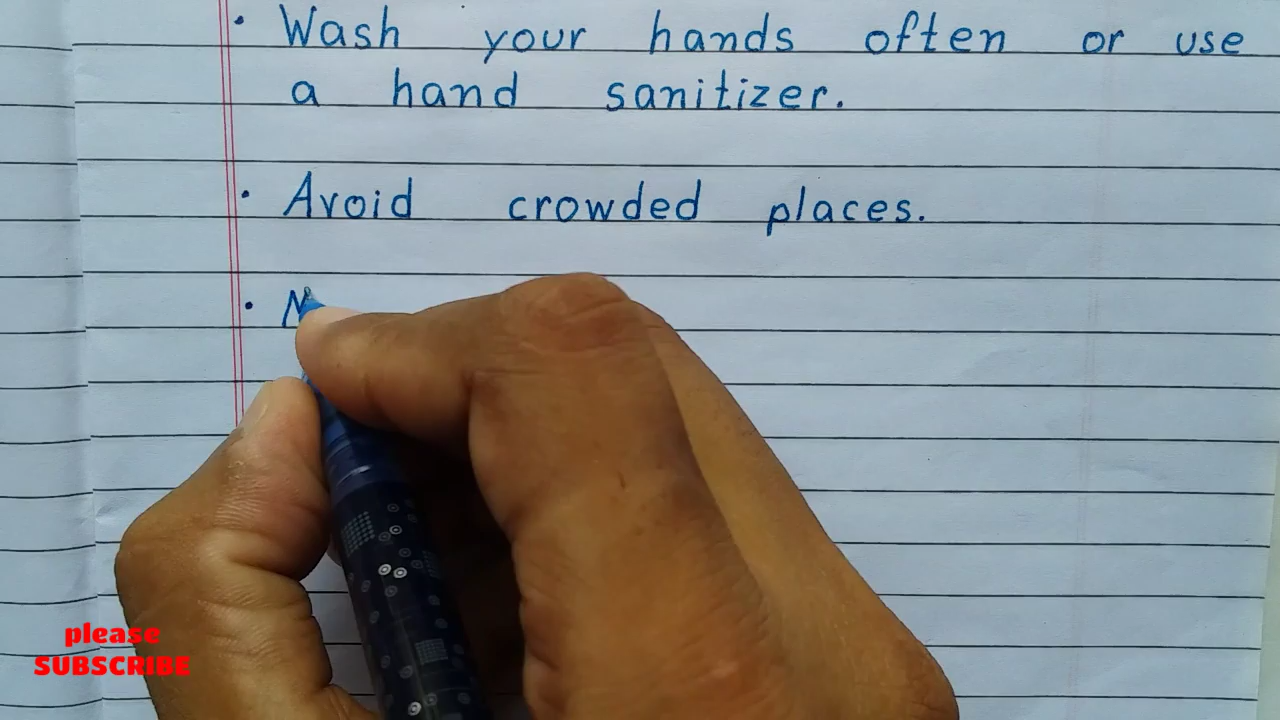 • Wash your hands often or use
a hand sanitizer.
• Avoid crowded places.
•
please
SUBSCRIBE